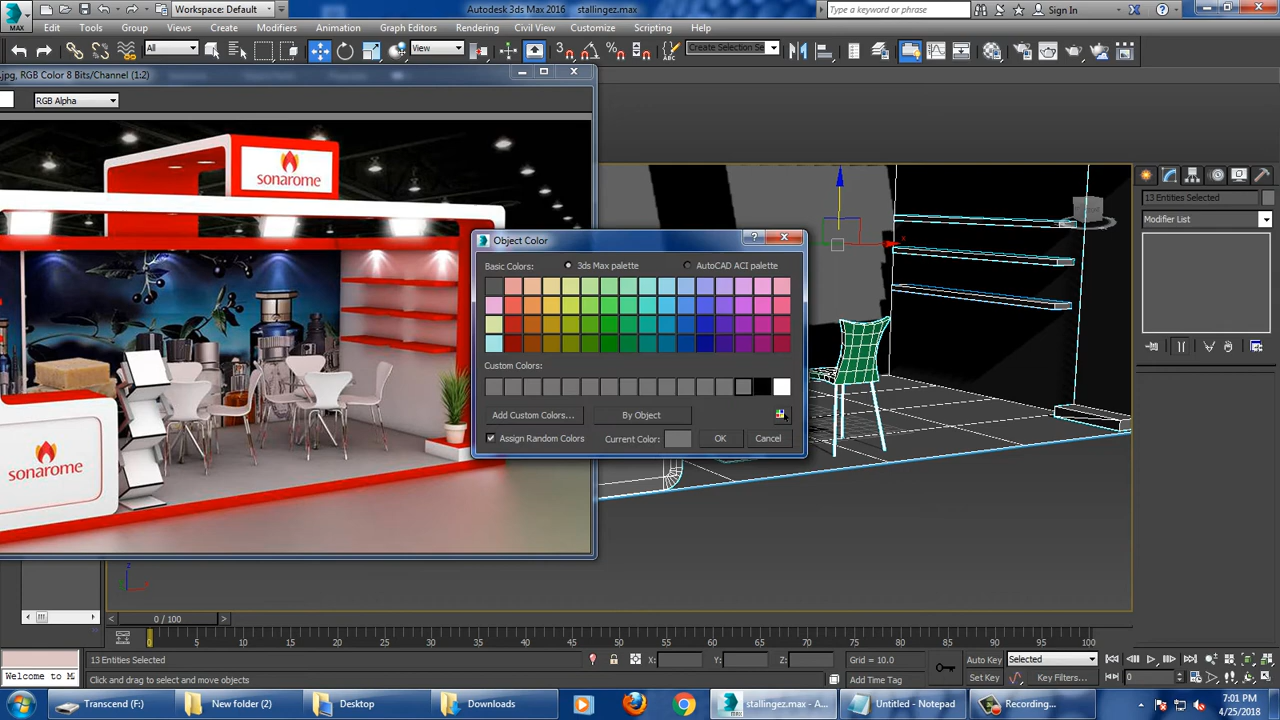 Workspace: Default
Autodesk 3ds Max 2016 stallingez.max
Type a keyword or phrase
Sign In
MAX
Edit Tools Group Views Create Modifiers Animation Graph Editors Rendering Civil View Customize Scripting Help
All
View
3
Create Selection Se
.jpg, RGB Color 8 Bits/Channel (1:2)
RGB Alpha
sonarome
sonarome
Object Color
?
Basic Colors: 3ds Max palette AutoCAD ACI palette
Custom Colors:
Add Custom Colors... By Object
Assign Random Colors Current Color: OK Cancel
x
13 Entities Selected
Modifier List
z
0 / 100
0 5 10 15 20 25 30 35 40 45 50 55 60 65 70 75 80 85 90 95 100
Welcome to M
13 Entities Selected
Click and drag to select and move objects
X: Y: Z: Grid = 10.0
Add Time Tag
Auto Key Selected
Set Key Key Filters...
0
Transcend (F:) New folder (2) Desktop Downloads stallingez.max - A... Untitled - Notepad Recording...
7:01 PM
4/25/2018